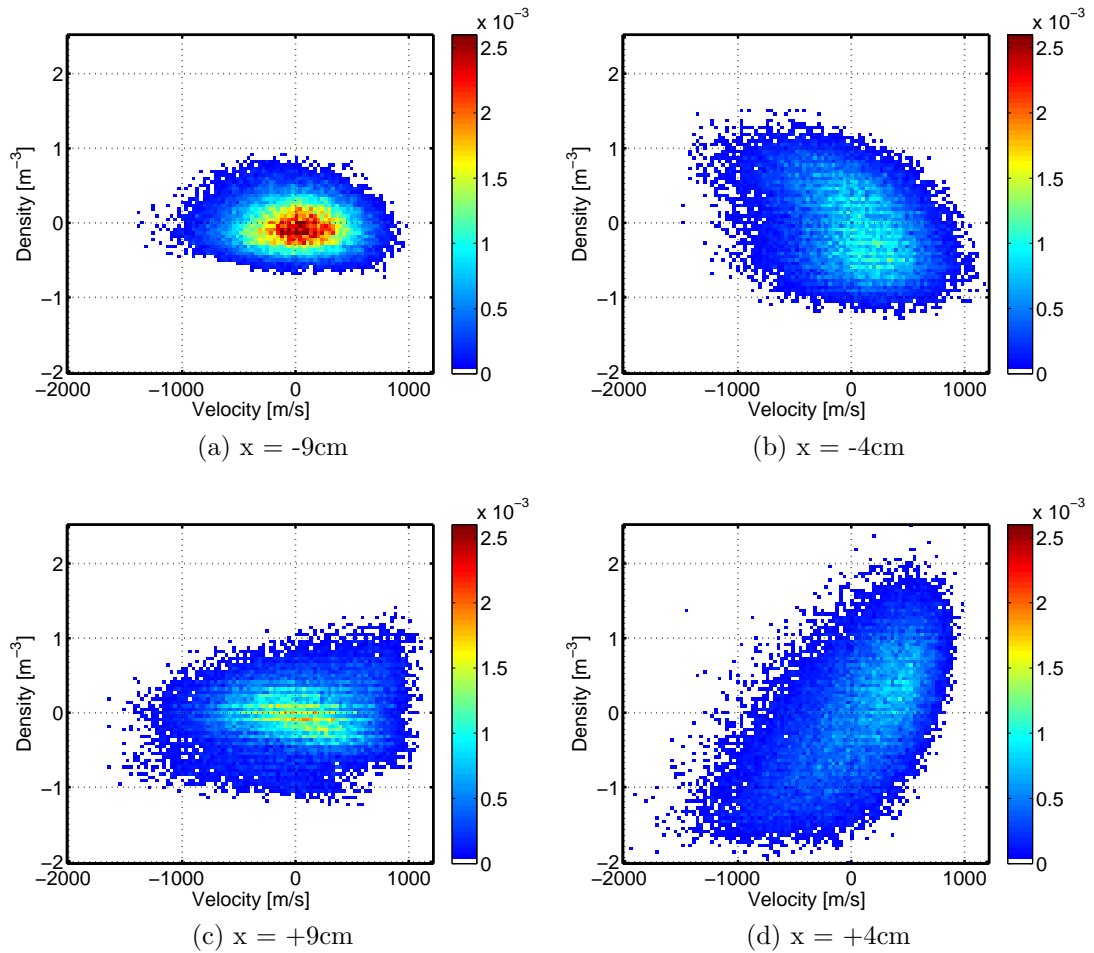 x 10⁻³
2.5
2
1.5
1
0.5
0
2
1
0
−1
−2
Density [m⁻³]
−2000 −1000 0 1000
Velocity [m/s]
(a) x = -9cm
x 10⁻³
2.5
2
1.5
1
0.5
0
2
1
0
−1
−2
Density [m⁻³]
−2000 −1000 0 1000
Velocity [m/s]
(b) x = -4cm
x 10⁻³
2.5
2
1.5
1
0.5
0
2
1
0
−1
−2
Density [m⁻³]
−2000 −1000 0 1000
Velocity [m/s]
(c) x = +9cm
x 10⁻³
2.5
2
1.5
1
0.5
0
2
1
0
−1
−2
Density [m⁻³]
−2000 −1000 0 1000
Velocity [m/s]
(d) x = +4cm